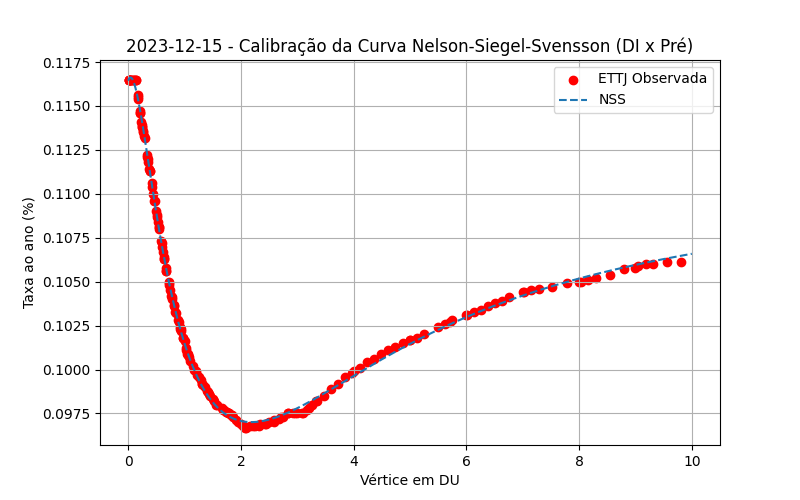 2023-12-15 - Calibração da Curva Nelson-Siegel-Svensson (DI x Pré)
0.1175
0.1150
0.1125
0.1100
0.1075
0.1050
0.1025
0.1000
0.0975
Taxa ao ano (%)
ETTJ Observada
NSS
0 2 4 6 8 10
Vértice em DU